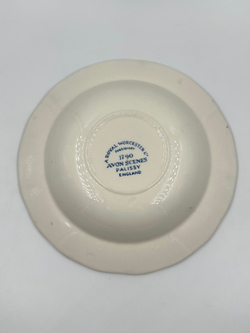 A ROYAL WORCESTER Co
1790
AVON SCENES
PALISSY
ENGLAND